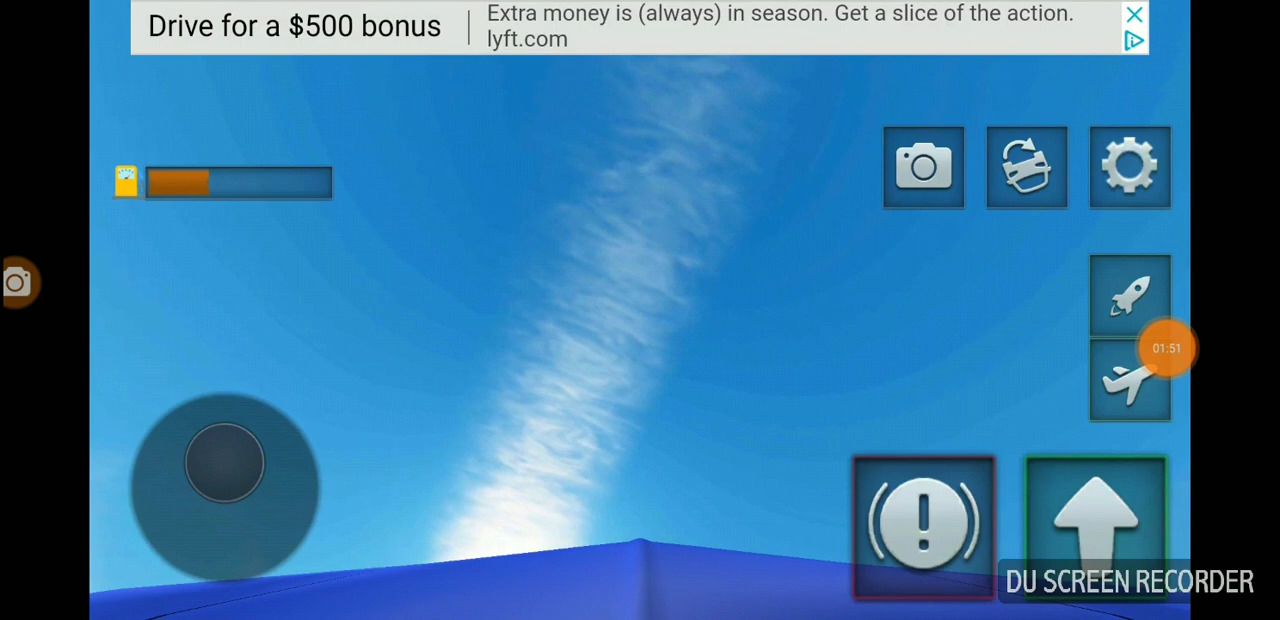 Drive for a $500 bonus
Extra money is (always) in season. Get a slice of the action.
lyft.com
01:51
DU SCREEN RECORDER